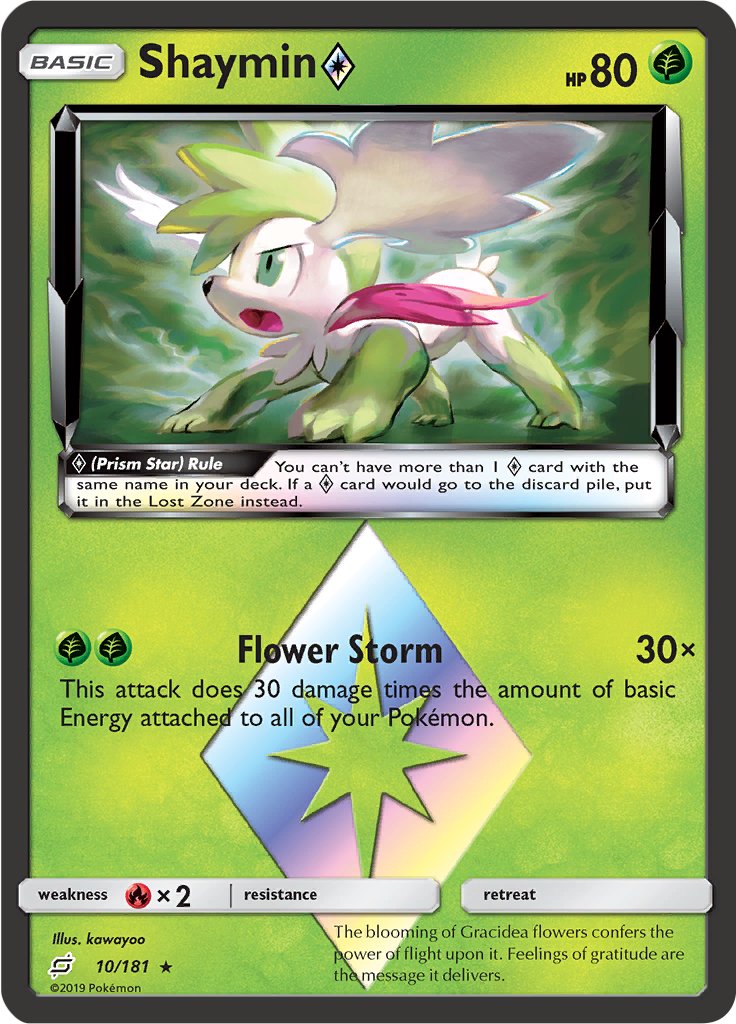 BASIC Shaymin HP 80
(Prism Star) Rule You can't have more than 1 card with the
same name in your deck. If a card would go to the discard pile, put
it in the Lost Zone instead.
Flower Storm 30×
This attack does 30 damage times the amount of basic
Energy attached to all of your Pokémon.
weakness ×2 resistance retreat
Illus. kawayoo
10/181 ★
©2019 Pokémon
The blooming of Gracidea flowers confers the
power of flight upon it. Feelings of gratitude are
the message it delivers.